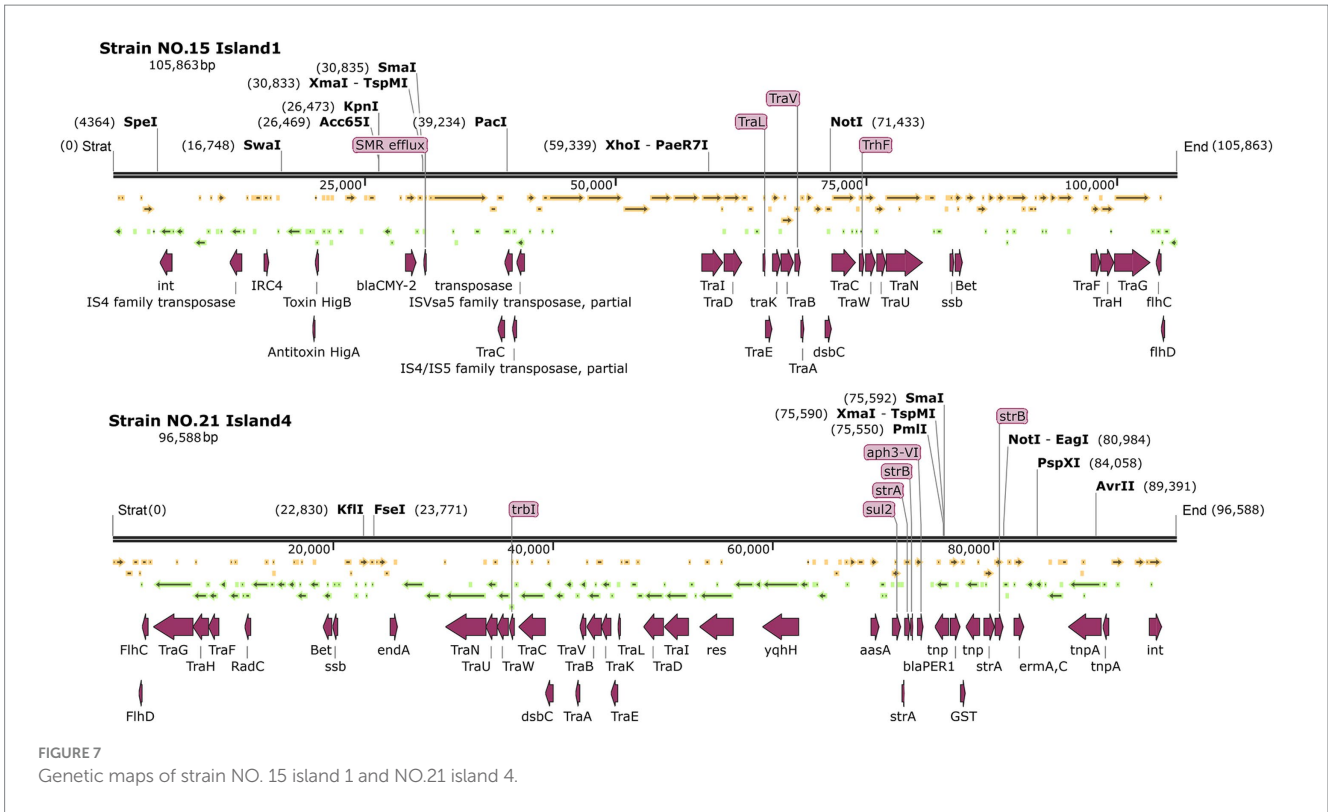 Strain NO.15 Island1
105,863bp
(30,835) SmaI
(30,833) XmaI - TspMI
(26,473) KpnI
(4364) SpeI (26,469) Acc65I (39,234) PacI TraL TraV NotI (71,433)
(0) Strat (16,748) SwaI SMR efflux (59,339) XhoI - PaeR7I TrhF End (105,863)
25,000 50,000 75,000 100,000
int IRC4 blaCMY-2 transposase TraI traK TraC TraN Bet TraF TraG flhC
IS4 family transposase Toxin HigB ISVsa5 family transposase, partial TraD TraB TraW TraU ssb TraH
Antitoxin HigA TraC TraE dsbC flhD
IS4/IS5 family transposase, partial TraA
Strain NO.21 Island4
96,588bp
(75,592) SmaI
(75,590) XmaI - TspMI strB
(75,550) PmlI NotI - EagI (80,984)
aph3-VI
strB PspXI (84,058)
strA AvrII (89,391)
Strat(0) (22,830) KflI FseI (23,771) trbI sul2 End (96,588)
20,000 40,000 60,000 80,000
FlhC TraG TraF Bet endA TraN TraC TraV TraL TraI res yqhH aasA tnp tnp ermA,C tnpA int
TraH RadC ssb TraU TraW TraB TraK TraD blaPER1 strA tnpA
FlhD dsbC TraA TraE strA GST
FIGURE 7
Genetic maps of strain NO. 15 island 1 and NO.21 island 4.